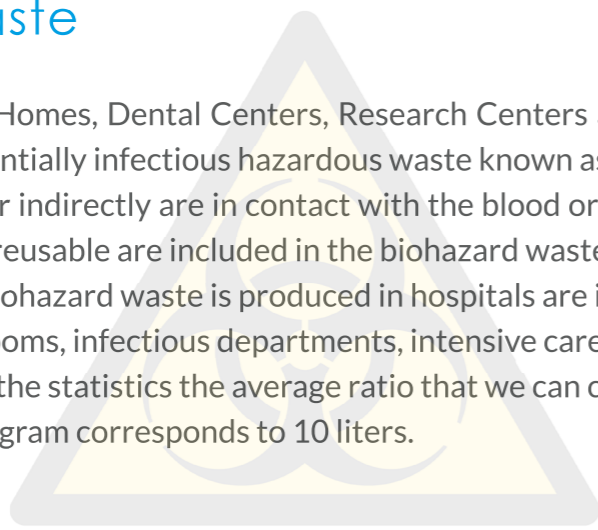 aste
Homes, Dental Centers, Research Centers
entially infectious hazardous waste known as
r indirectly are in contact with the blood or
reusable are included in the biohazard waste
ohazard waste is produced in hospitals are i
ooms, infectious departments, intensive care
the statistics the average ratio that we can c
gram corresponds to 10 liters.